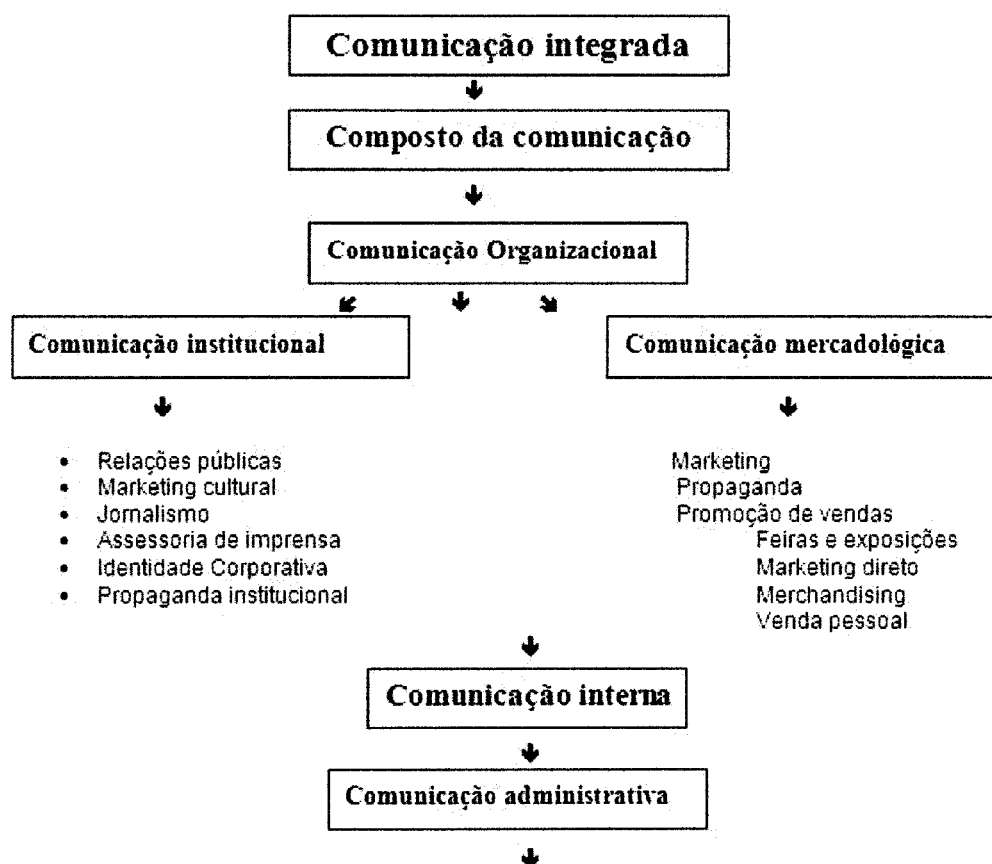 Comunicação integrada
Composto da comunicação
Comunicação Organizacional
Comunicação institucional
Comunicação mercadológica
• Relações públicas
• Marketing cultural
• Jornalismo
• Assessoria de imprensa
• Identidade Corporativa
• Propaganda institucional
Marketing
Propaganda
Promoção de vendas
Feiras e exposições
Marketing direto
Merchandising
Venda pessoal
Comunicação interna
Comunicação administrativa